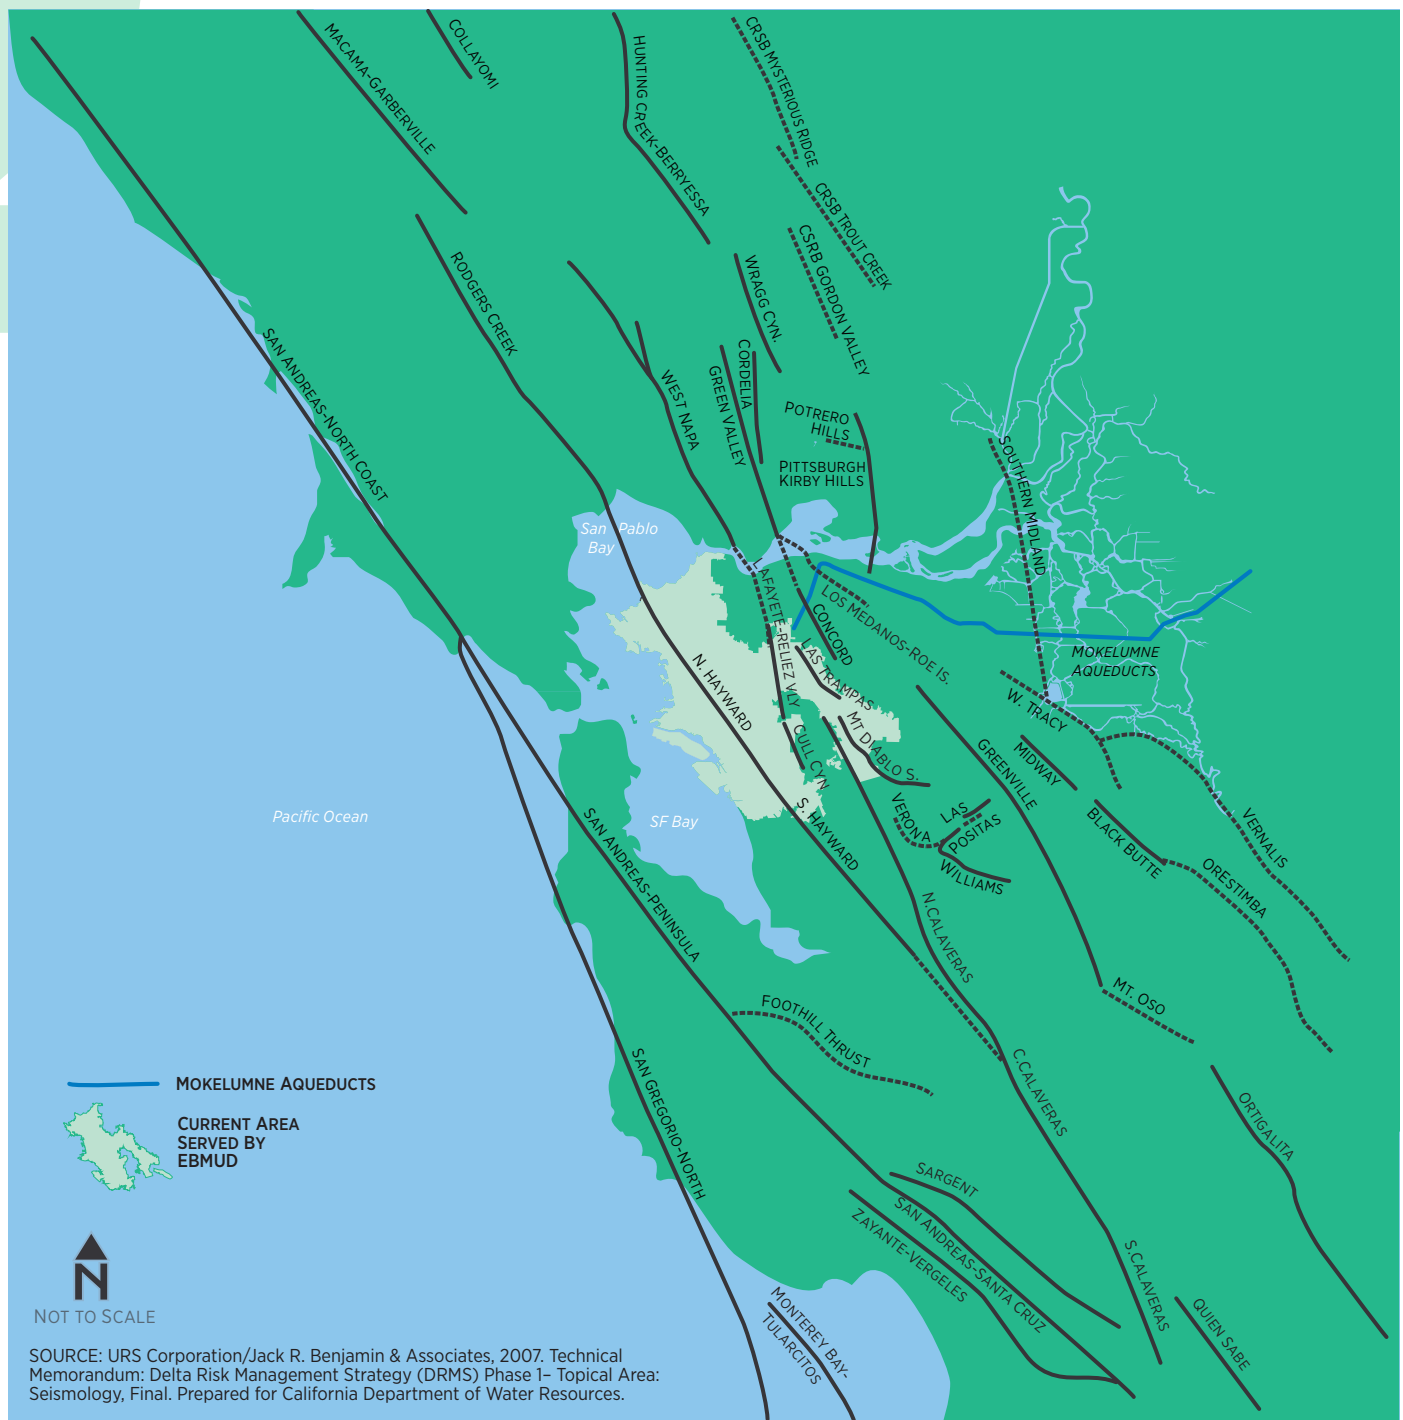 COLLAYOMI
MACAMA-GARBERVILLE
HUNTING CREEK-BERRYESSA
CRSB MYSTERIOUS RIDGE
CRSB TROUT CREEK
CSRB GORDON VALLEY
WRAGG CYN.
RODGERS CREEK
SAN ANDREAS-NORTH COAST
WEST NAPA
GREEN VALLEY
CORDELIA
POTRERO
HILLS
PITTSBURGH
KIRBY HILLS
SOUTHERN MIDLAND
San Pablo
Bay
LAFAYETE-RELIEZ VLY
CONCORD
LOS MEDANOS-ROE IS.
LAS TRAMPAS
MOKELUMNE
AQUEDUCTS
N. HAYWARD
W. TRACY
CULL CYN
MT DIABLO S.
GREENVILLE
MIDWAY
VERONA
LAS
POSITAS
WILLIAMS
BLACK BUTTE
VERNALIS
ORESTIMBA
Pacific Ocean
SF Bay
S. HAYWARD
SAN ANDREAS-PENINSULA
N.CALAVERAS
MT. OSO
FOOTHILL THRUST
C.CALAVERAS
SAN GREGORIO-NORTH
ORTIGALITA
SARGENT
SAN ANDREAS-SANTA CRUZ
ZAYANTE-VERGELES
S.CALAVERAS
QUIEN SABE
MONTEREY BAY-
TULARCITOS
MOKELUMNE AQUEDUCTS
CURRENT AREA
SERVED BY
EBMUD
N
NOT TO SCALE
SOURCE: URS Corporation/Jack R. Benjamin & Associates, 2007. Technical
Memorandum: Delta Risk Management Strategy (DRMS) Phase 1– Topical Area:
Seismology, Final. Prepared for California Department of Water Resources.